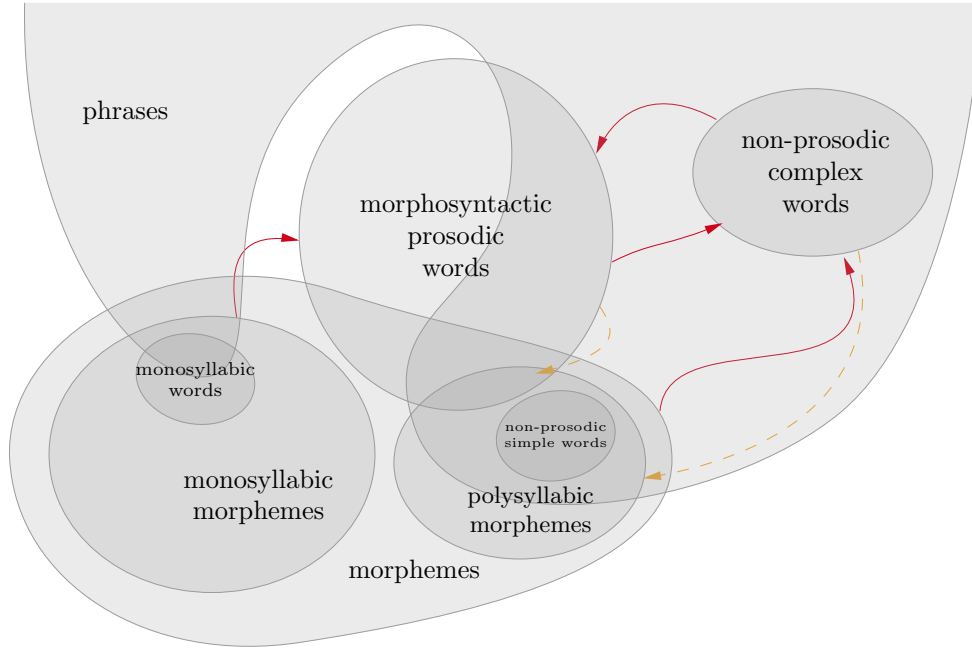 phrases
non-prosodic
complex
words
morphosyntactic
prosodic
words
monosyllabic
words
non-prosodic
simple words
monosyllabic
morphemes
polysyllabic
morphemes
morphemes